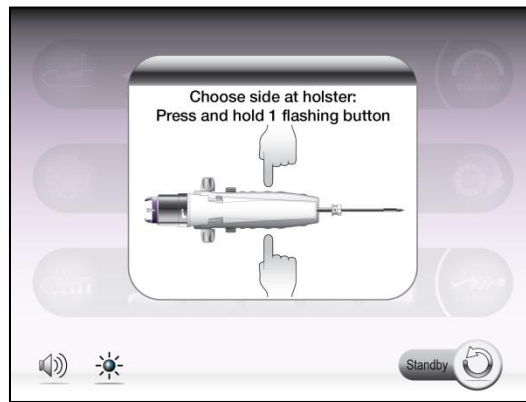 Choose side at holster:
Press and hold 1 flashing button
Standby